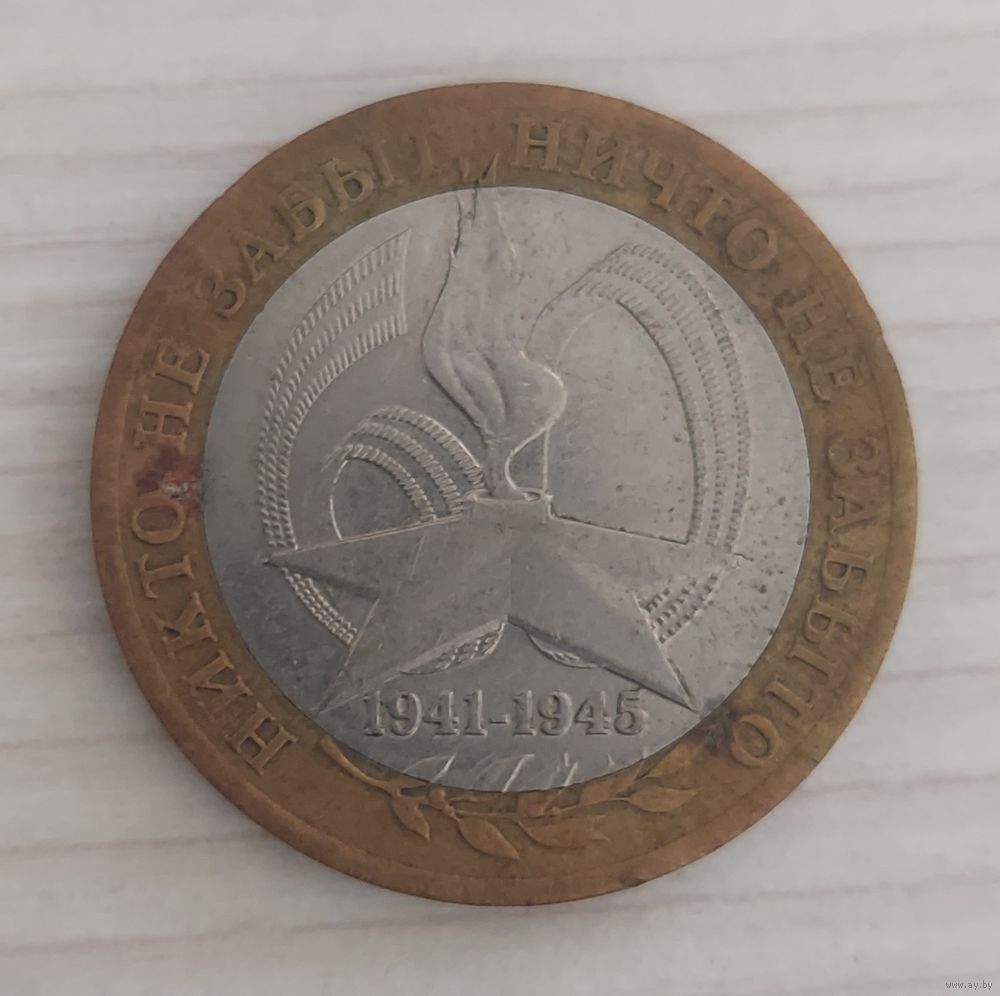 НИКТО НЕ ЗАБЫТ, НИЧТО НЕ ЗАБЫТО
1941-1945
www.ay.by